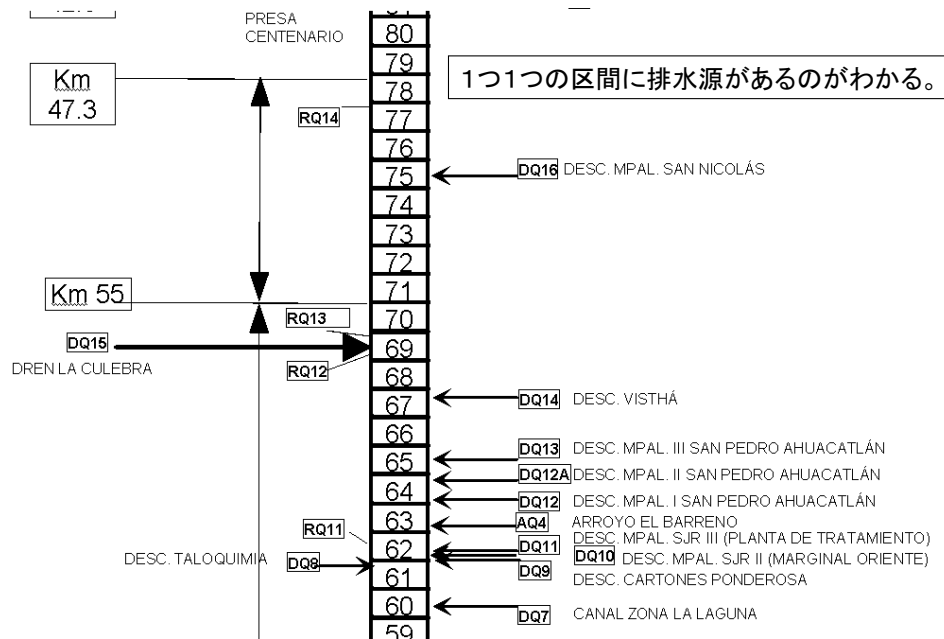 PRESA
CENTENARIO
80
79
Km
47.3
78
1つ1つの区間に排水源があるのがわかる。
RQ14
77
76
75
DQ16 DESC. MPAL. SAN NICOLÁS
74
73
72
71
Km 55
70
RQ13
DQ15
69
DREN LA CULEBRA
RQ12
68
67
DQ14 DESC. VISTHÁ
66
DQ13 DESC. MPAL. III SAN PEDRO AHUACATLÁN
65
DQ12A DESC. MPAL. II SAN PEDRO AHUACATLÁN
64
DQ12 DESC. MPAL. I SAN PEDRO AHUACATLÁN
63
RQ11
AQ4 ARROYO EL BARRENO
DQ11 DESC. MPAL. SJR III (PLANTA DE TRATAMIENTO)
62
DQ10 DESC. MPAL. SJR II (MARGINAL ORIENTE)
DESC. TALOQUIMIA DQ8
61
DQ9 DESC. CARTONES PONDEROSA
60
DQ7 CANAL ZONA LA LAGUNA
59